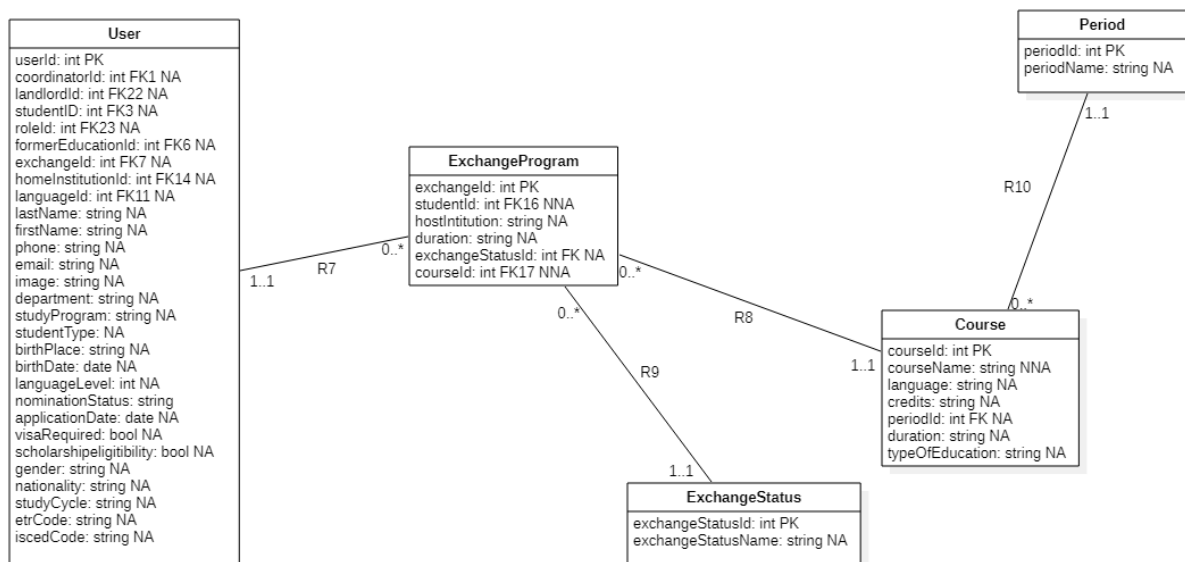 User
userId: int PK
coordinatorId: int FK1 NA
landlordId: int FK22 NA
studentID: int FK3 NA
roleId: int FK23 NA
formerEducationId: int FK6 NA
exchangeId: int FK7 NA
homeInstitutionId: int FK14 NA
languageId: int FK11 NA
lastName: string NA
firstName: string NA
phone: string NA
email: string NA
image: string NA
department: string NA
studyProgram: string NA
studentType: NA
birthPlace: string NA
birthDate: date NA
languageLevel: int NA
nominationStatus: string
applicationDate: date NA
visaRequired: bool NA
scholarshipeligitibility: bool NA
gender: string NA
nationality: string NA
studyCycle: string NA
etrCode: string NA
iscedCode: string NA
1..1
R7
0..*
ExchangeProgram
exchangeId: int PK
studentId: int FK16 NNA
hostIntitution: string NA
duration: string NA
exchangeStatusId: int FK NA
courseId: int FK17 NNA
0..*
R8
1..1
0..*
R9
1..1
ExchangeStatus
exchangeStatusId: int PK
exchangeStatusName: string NA
Period
periodId: int PK
periodName: string NA
1..1
R10
0..*
Course
courseId: int PK
courseName: string NNA
language: string NA
credits: string NA
periodId: int FK NA
duration: string NA
typeOfEducation: string NA